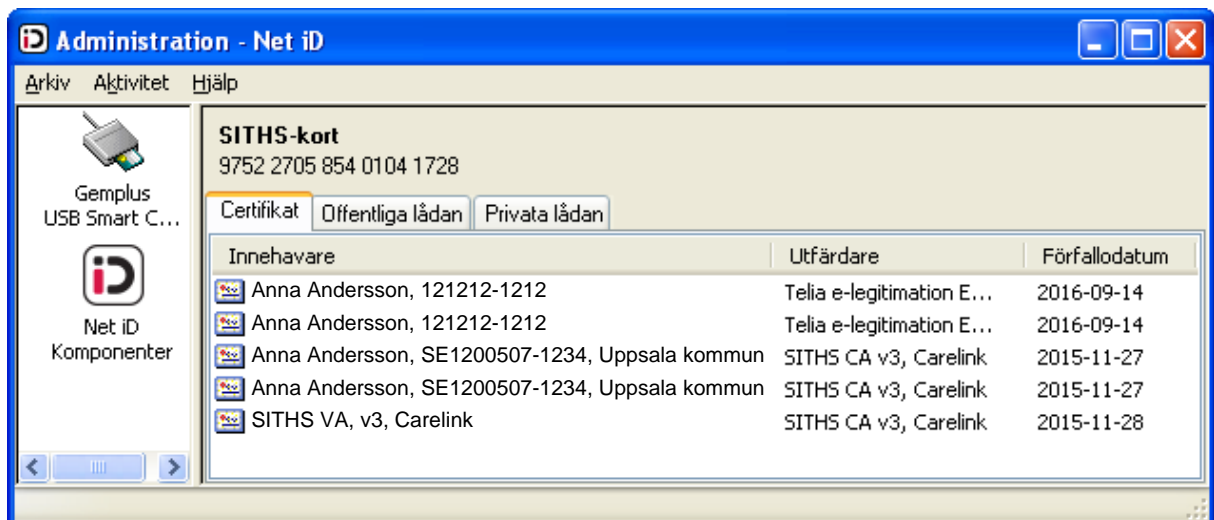 Administration - Net iD
Arkiv Aktivitet Hjälp
Gemplus
USB Smart C...
Net iD
Komponenter
SITHS-kort
9752 2705 854 0104 1728
Certifikat Offentliga lådan Privata lådan
Innehavare Utfärdare Förfallodatum
Anna Andersson, 121212-1212 Telia e-legitimation E... 2016-09-14
Anna Andersson, 121212-1212 Telia e-legitimation E... 2016-09-14
Anna Andersson, SE1200507-1234, Uppsala kommun SITHS CA v3, Carelink 2015-11-27
Anna Andersson, SE1200507-1234, Uppsala kommun SITHS CA v3, Carelink 2015-11-27
SITHS VA, v3, Carelink SITHS CA v3, Carelink 2015-11-28